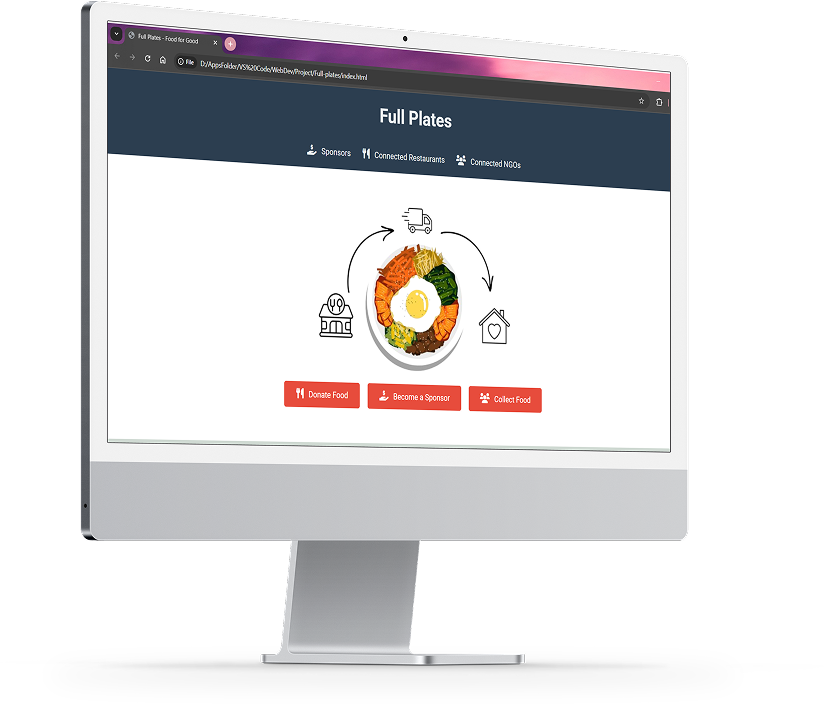 Full Plates - Food for Good
File D:/AppsFolder/VS%20Code/WebDev/Project/Full-plates/index.html
Full Plates
Sponsors Connected Restaurants Connected NGOs
Donate Food Become a Sponsor Collect Food